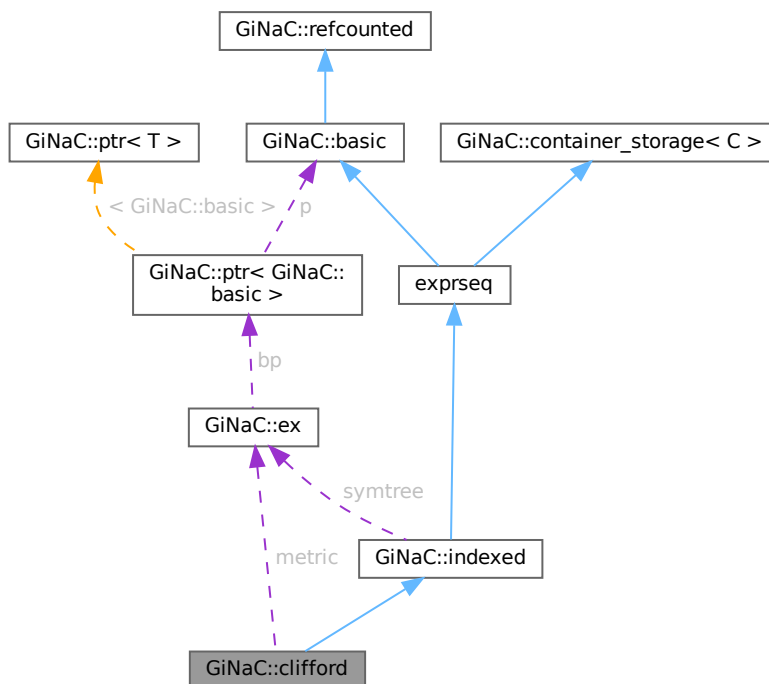 GiNaC::refcounted
GiNaC::ptr< T >
GiNaC::basic
GiNaC::container_storage< C >
< GiNaC::basic >
p
GiNaC::ptr< GiNaC::
basic >
exprseq
bp
GiNaC::ex
symtree
metric
GiNaC::indexed
GiNaC::clifford